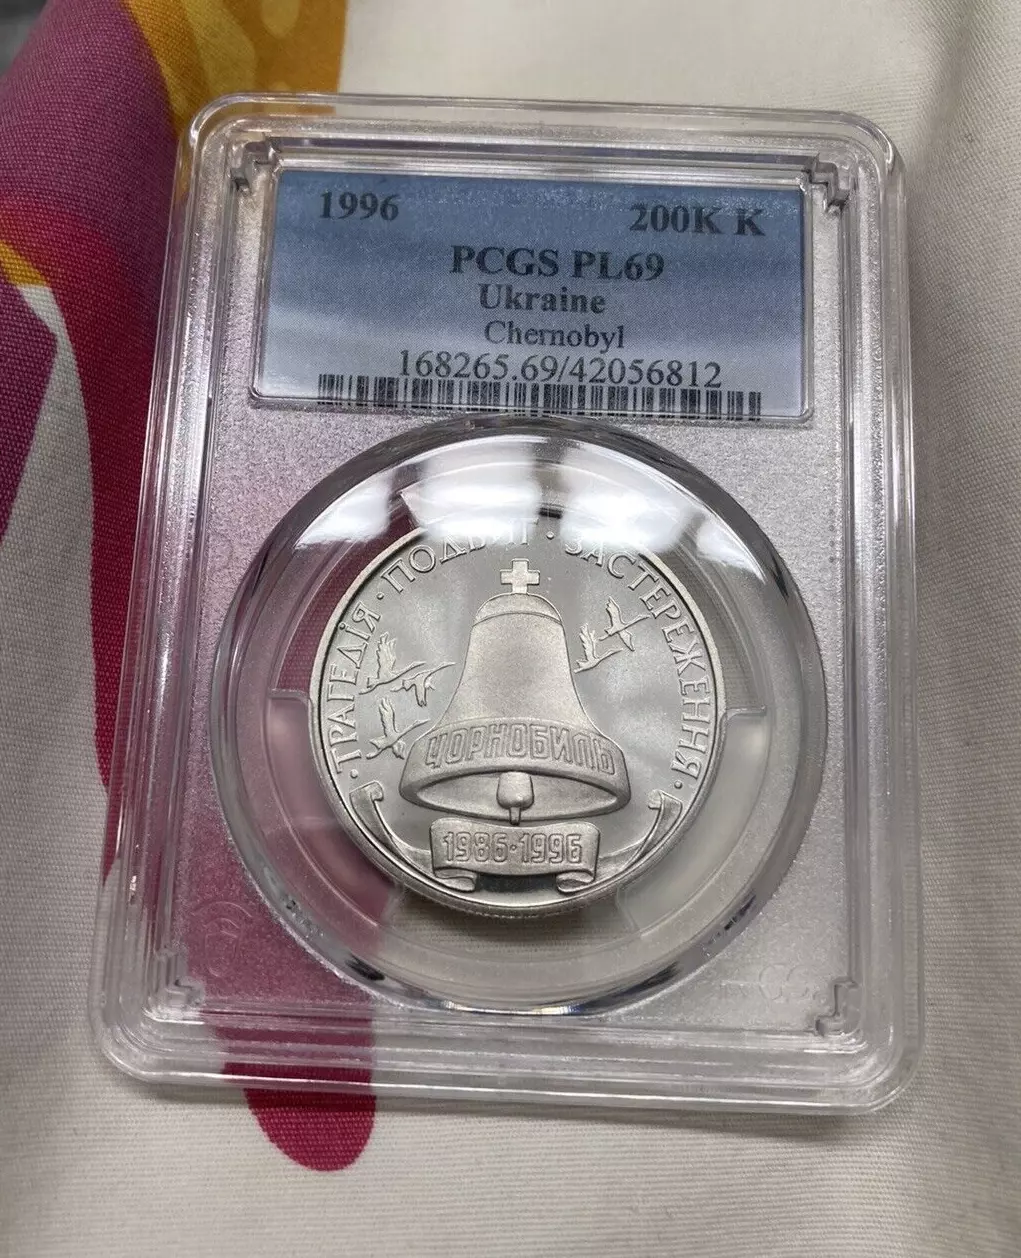 1996 200K K
PCGS PL69
Ukraine
Chernobyl
168265.69/42056812
· ТРАГЕДІЯ · ПОДВИГ · ЗАСТЕРЕЖЕННЯ ·
ЧОРНОБИЛЬ
1986·1996